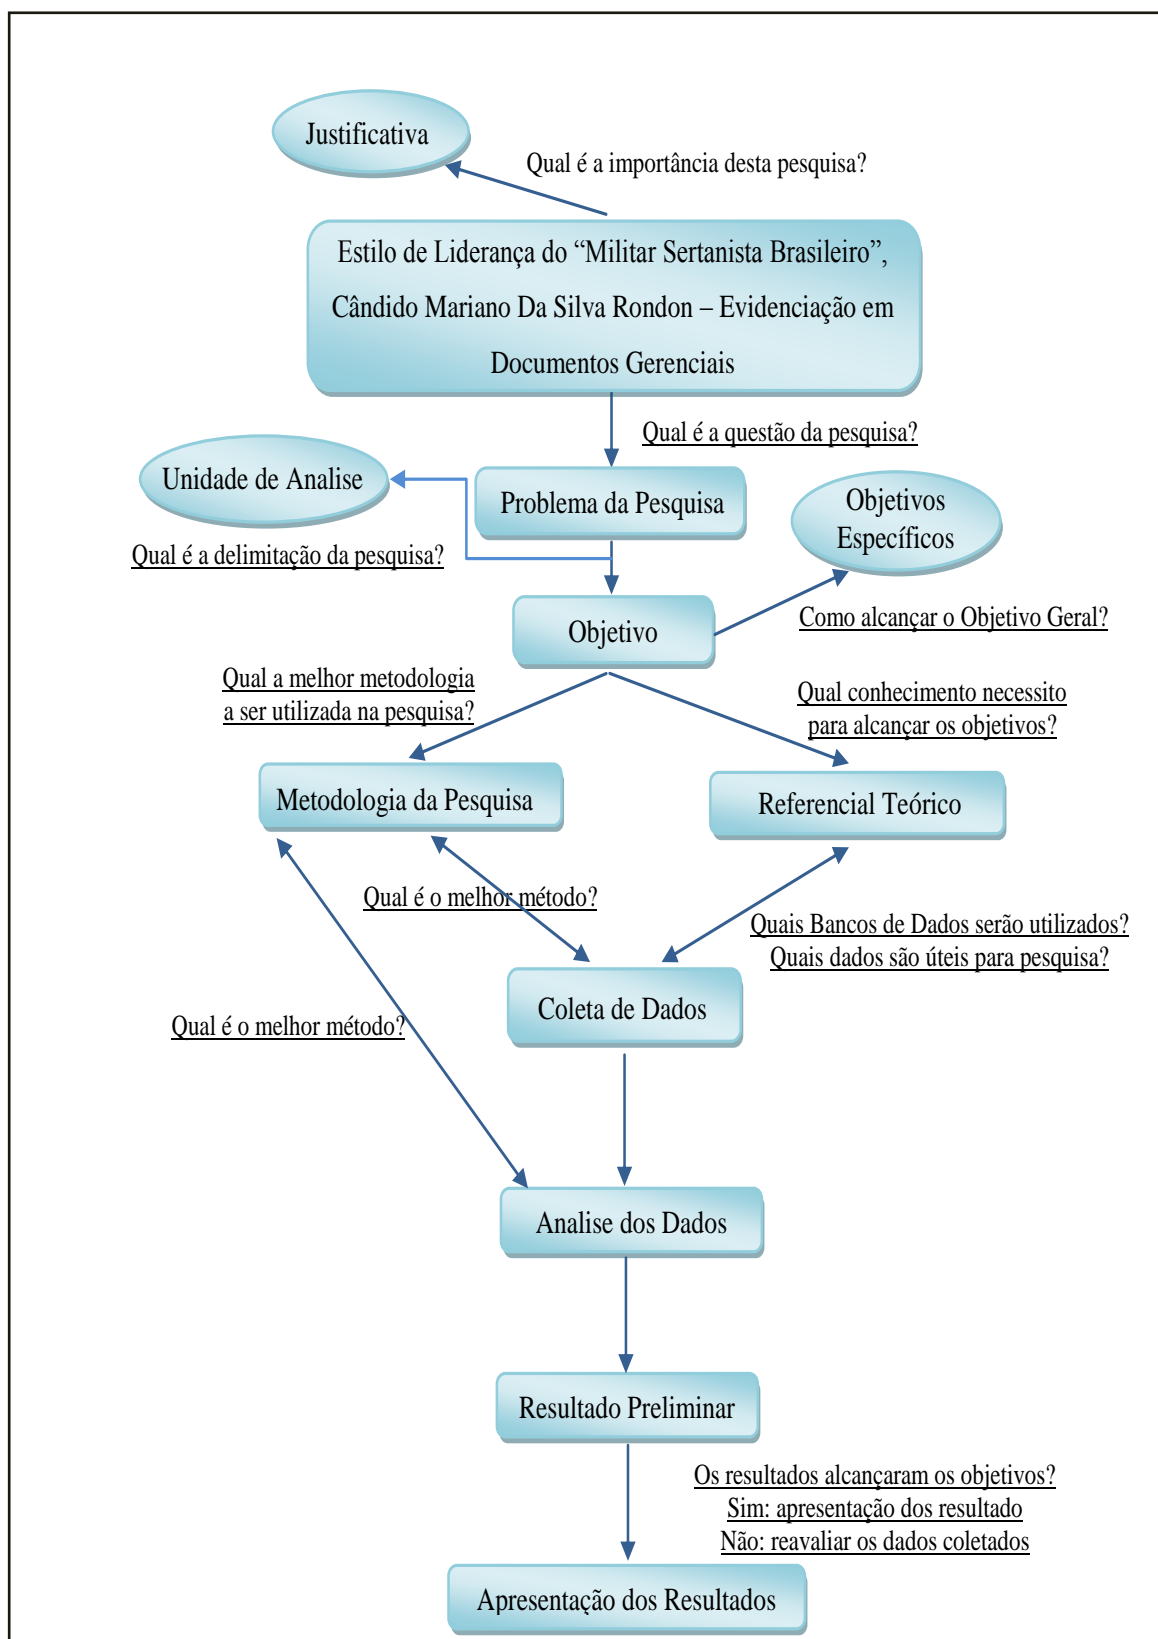 Justificativa
Qual é a importância desta pesquisa?
Estilo de Liderança do “Militar Sertanista Brasileiro”,
Cândido Mariano Da Silva Rondon – Evidenciação em
Documentos Gerenciais
Qual é a questão da pesquisa?
Unidade de Analise
Problema da Pesquisa
Objetivos
Específicos
Qual é a delimitação da pesquisa?
Objetivo
Como alcançar o Objetivo Geral?
Qual a melhor metodologia
a ser utilizada na pesquisa?
Qual conhecimento necessito
para alcançar os objetivos?
Metodologia da Pesquisa
Referencial Teórico
Qual é o melhor método?
Quais Bancos de Dados serão utilizados?
Quais dados são úteis para pesquisa?
Coleta de Dados
Qual é o melhor método?
Analise dos Dados
Resultado Preliminar
Os resultados alcançaram os objetivos?
Sim: apresentação dos resultado
Não: reavaliar os dados coletados
Apresentação dos Resultados